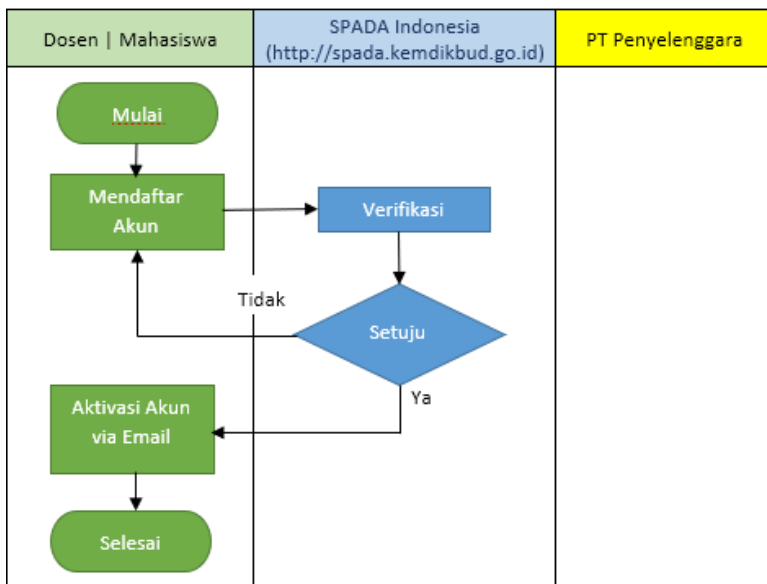 Dosen | Mahasiswa
SPADA Indonesia
(http://spada.kemdikbud.go.id)
PT Penyelenggara
Mulai
Mendaftar
Akun
Verifikasi
Tidak
Setuju
Ya
Aktivasi Akun
via Email
Selesai